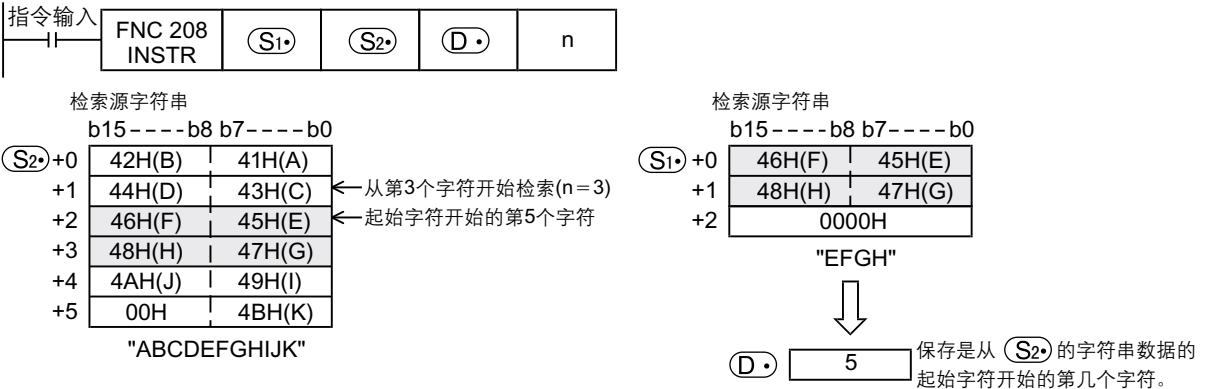 指令输入
FNC 208 INSTR S1• S2• D• n
检索源字符串
b15----b8 b7----b0
S2• +0 42H(B) 41H(A)
+1 44H(D) 43H(C) ←从第3个字符开始检索(n=3)
+2 46H(F) 45H(E) ←起始字符开始的第5个字符
+3 48H(H) 47H(G)
+4 4AH(J) 49H(I)
+5 00H 4BH(K)
"ABCDEFGHIJK"
检索源字符串
b15----b8 b7----b0
S1• +0 46H(F) 45H(E)
+1 48H(H) 47H(G)
+2 0000H
"EFGH"
D• 5
保存是从 S2• 的字符串数据的
起始字符开始的第几个字符。